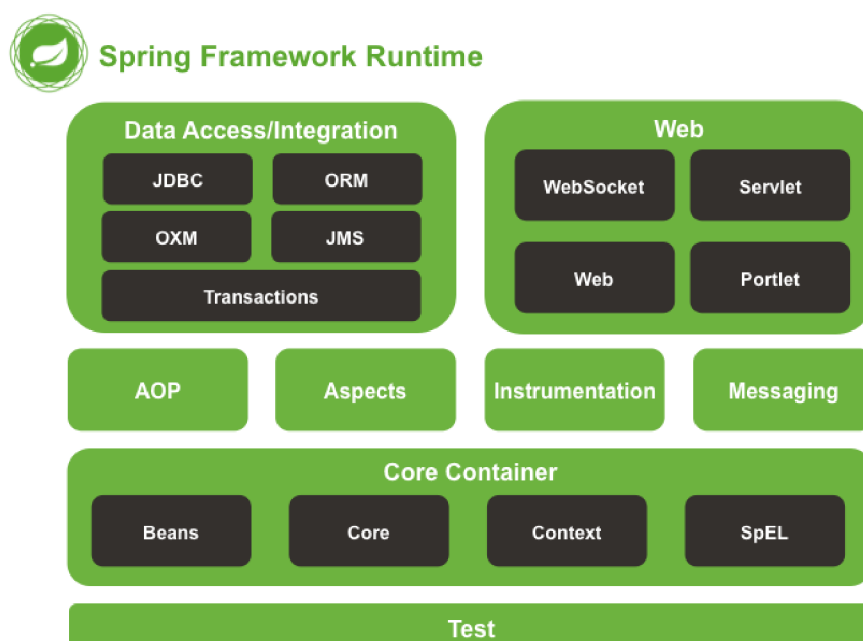 Spring Framework Runtime
Data Access/Integration
JDBC
ORM
OXM
JMS
Transactions
Web
WebSocket
Servlet
Web
Portlet
AOP
Aspects
Instrumentation
Messaging
Core Container
Beans
Core
Context
SpEL
Test